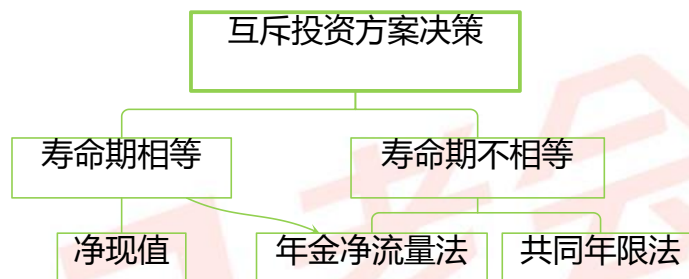 互斥投资方案决策
寿命期相等
寿命期不相等
净现值
年金净流量法
共同年限法